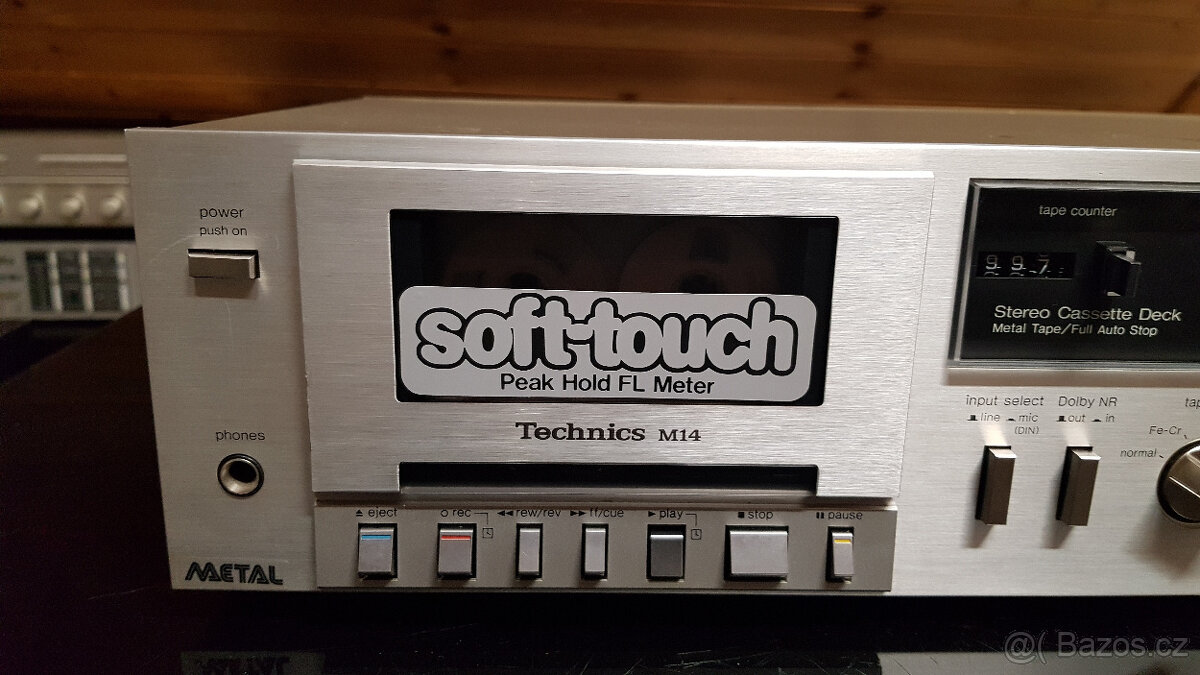 power
push on
phones
METAL
soft-touch
Peak Hold FL Meter
Technics M14
▲ eject
○ rec
◀◀ rew/rev
▶▶ ff/cue
▶ play
■ stop
❚❚ pause
tape counter
997
Stereo Cassette Deck
Metal Tape/Full Auto Stop
input select
line mic
(DIN)
Dolby NR
out in
Fe-Cr
normal
@( Bazos.cz